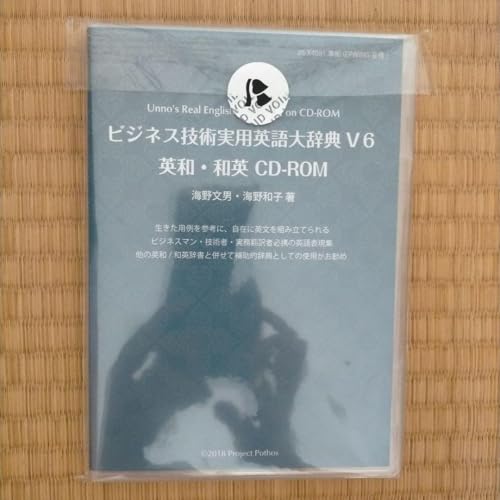 Unno's Real English on CD-ROM
VOID
ビジネス技術実用英語大辞典 V6
英和・和英 CD-ROM
海野文男・海野和子 著
生きた用例を参考に、自在に英文を組み立てられる
ビジネスマン・技術者・実務翻訳者必携の英語表現集
他の英和/和英辞書と併せて補助的辞典としての使用がお勧め
©2018 Project Pothos